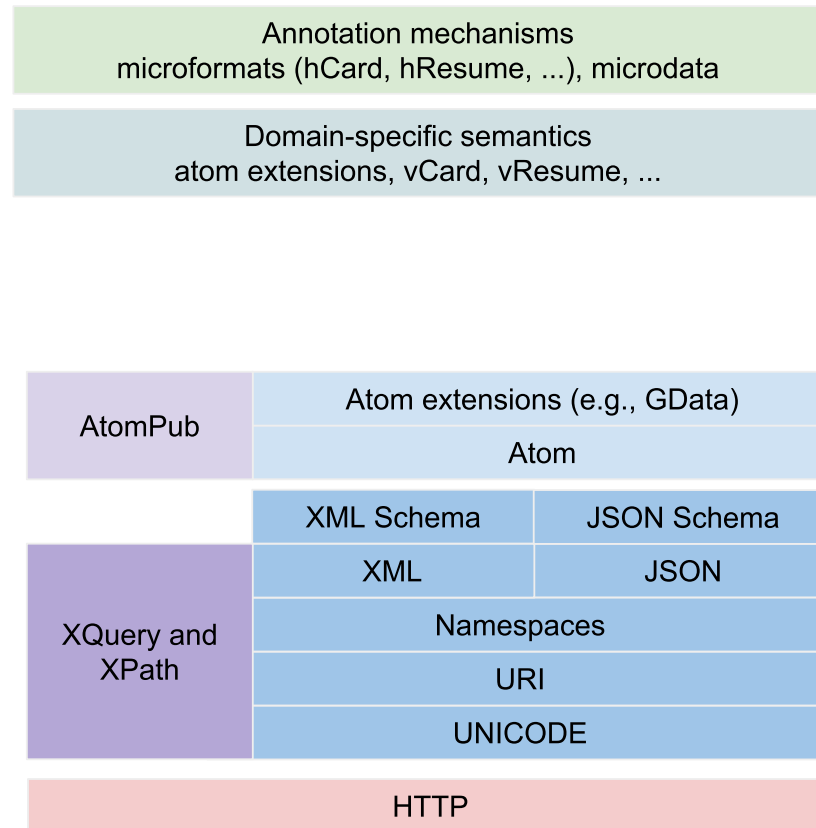 Annotation mechanisms
microformats (hCard, hResume, ...), microdata
Domain-specific semantics
atom extensions, vCard, vResume, ...
AtomPub
Atom extensions (e.g., GData)
Atom
XML Schema
JSON Schema
XQuery and
XPath
XML
JSON
Namespaces
URI
UNICODE
HTTP